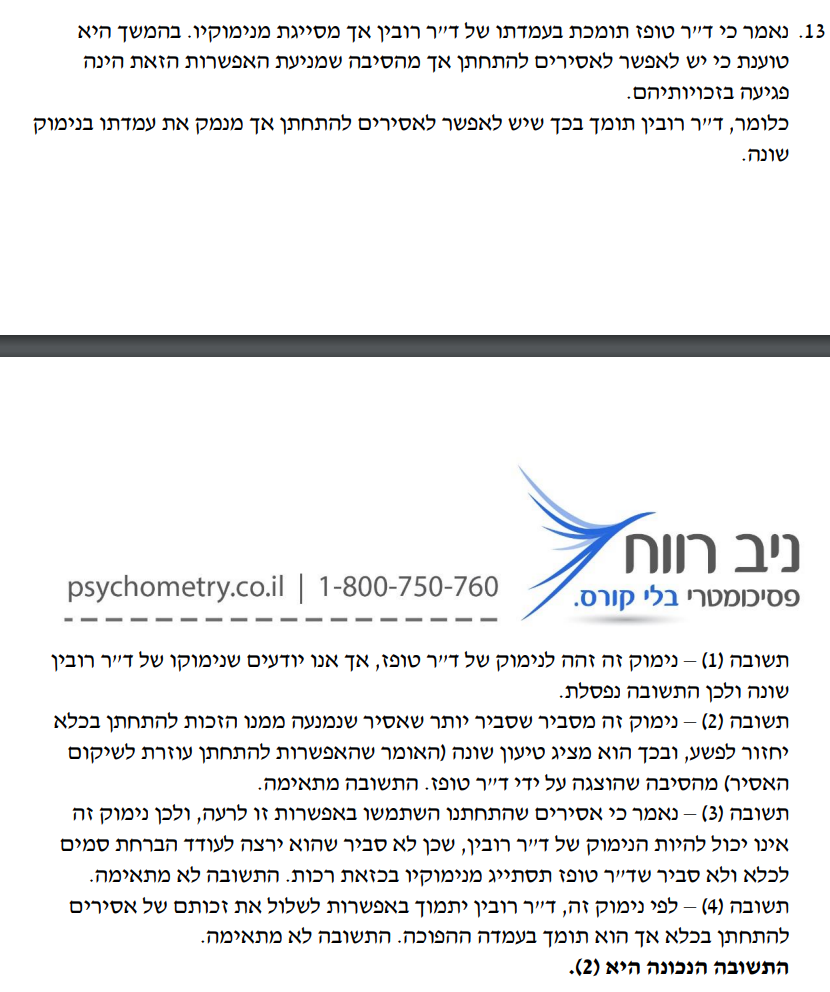 13. נאמר כי ד"ר טופז תומכת בעמדתו של ד"ר רובין אך מסייגת מנימוקיו. בהמשך היא
טוענת כי יש לאפשר לאסירים להתחתן אך מהסיבה שמניעת האפשרות הזאת הינה
פגיעה בזכויותיהם.
כלומר, ד"ר רובין תומך בכך שיש לאפשר לאסירים להתחתן אך מנמק את עמדתו בנימוק
שונה.
ניב רווח
פסיכומטרי בלי קורס.
psychometry.co.il | 1-800-750-760
תשובה (1) – נימוק זה זהה לנימוק של ד"ר טופז, אך אנו יודעים שנימוקו של ד"ר רובין
שונה ולכן התשובה נפסלת.
תשובה (2) – נימוק זה מסביר שסביר יותר שאסיר שנמנעה ממנו הזכות להתחתן בכלא
יחזור לפשע, ובכך הוא מציג טיעון שונה (האומר שהאפשרות להתחתן עוזרת לשיקום
האסיר) מהסיבה שהוצגה על ידי ד"ר טופז. התשובה מתאימה.
תשובה (3) – נאמר כי אסירים שהתחתנו השתמשו באפשרות זו לרעה, ולכן נימוק זה
אינו יכול להיות הנימוק של ד"ר רובין, שכן לא סביר שהוא ירצה לעודד הברחת סמים
לכלא ולא סביר שד"ר טופז תסתייג מנימוקיו בכזאת רכות. התשובה לא מתאימה.
תשובה (4) – לפי נימוק זה, ד"ר רובין יתמוך באפשרות לשלול את זכותם של אסירים
להתחתן בכלא אך הוא תומך בעמדה ההפוכה. התשובה לא מתאימה.
התשובה הנכונה היא (2).